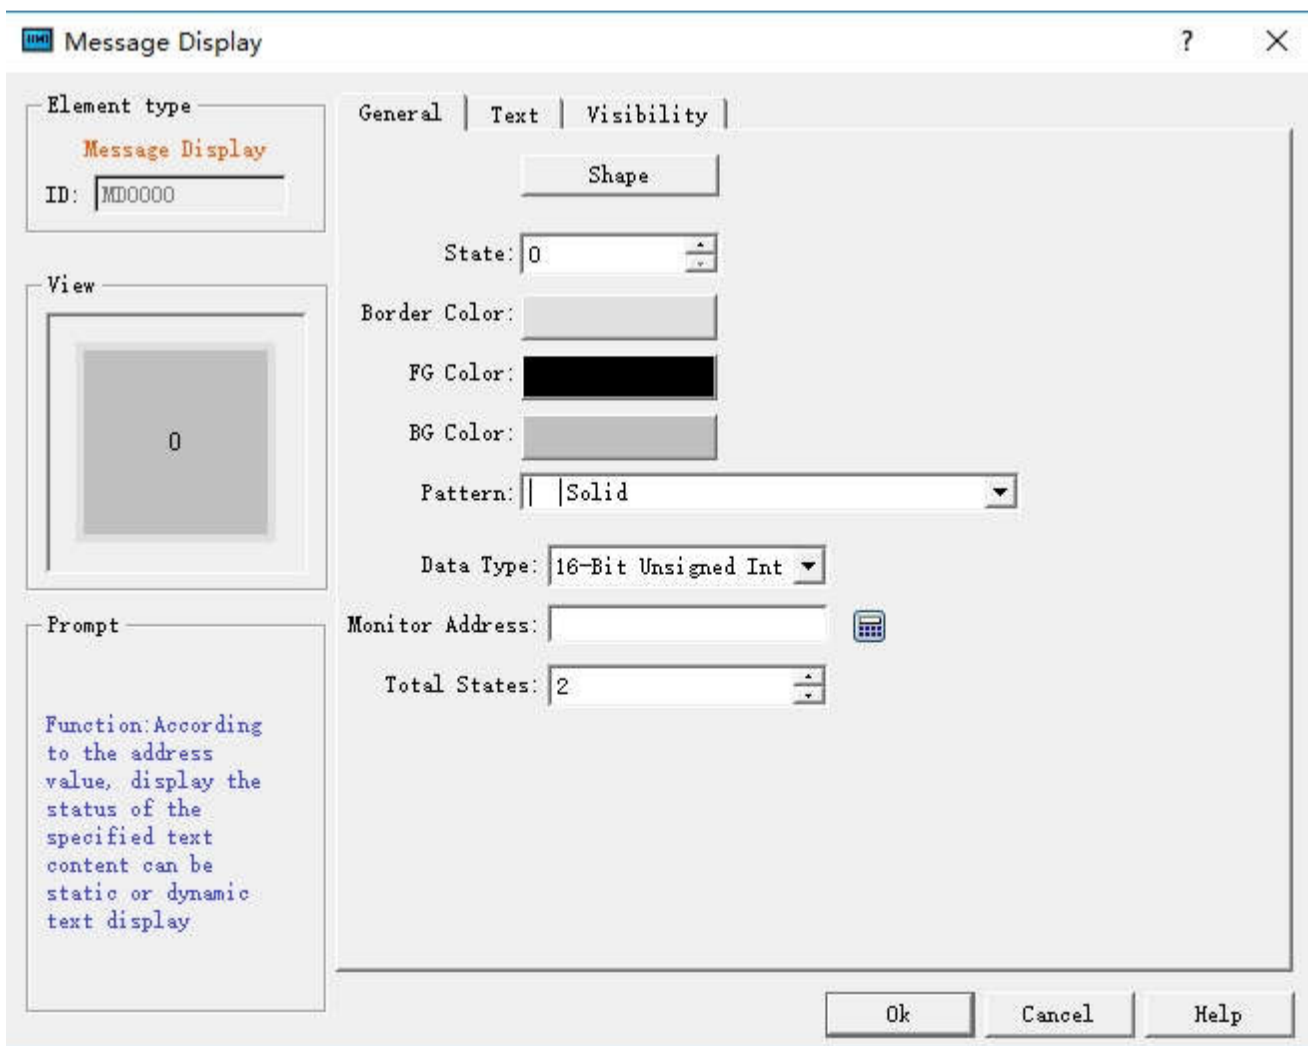 Message Display
?
Element type
Message Display
ID: MD0000
View
0
Prompt
Function:According
to the address
value, display the
status of the
specified text
content can be
static or dynamic
text display
General
Text
Visibility
Shape
State: 0
Border Color:
FG Color:
BG Color:
Pattern: Solid
Data Type: 16-Bit Unsigned Int
Monitor Address:
Total States: 2
Ok
Cancel
Help